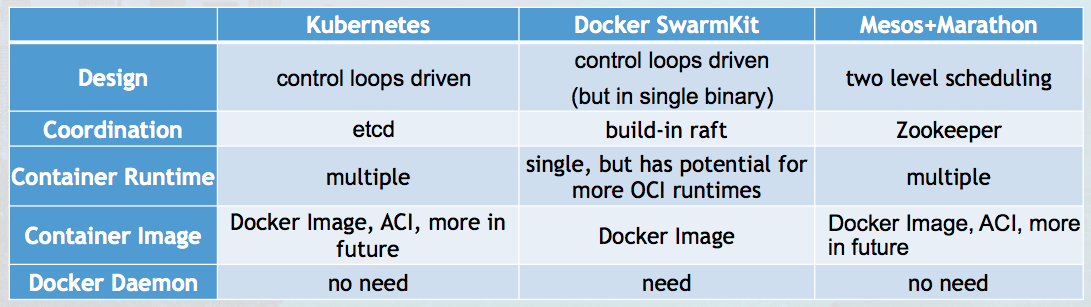 Kubernetes Docker SwarmKit Mesos+Marathon
Design
control loops driven
control loops driven
(but in single binary)
two level scheduling
Coordination
etcd
build-in raft
Zookeeper
Container Runtime
multiple
single, but has potential for
more OCI runtimes
multiple
Container Image
Docker Image, ACI, more in
future
Docker Image
Docker Image, ACI, more
in future
Docker Daemon
no need
need
no need